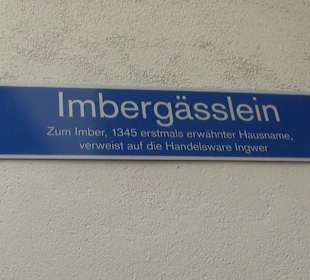 Imbergässlein
Zum Imber, 1345 erstmals erwähnter Hausname,
verweist auf die Handelsware Ingwer